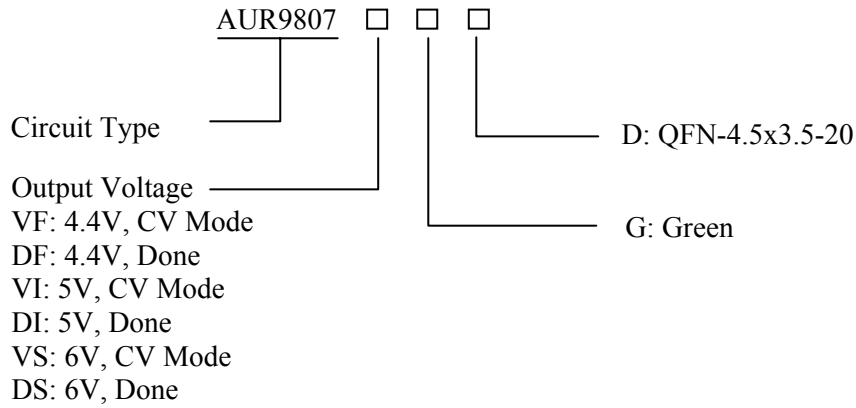 AUR9807 □ □ □
Circuit Type
D: QFN-4.5x3.5-20
Output Voltage
VF: 4.4V, CV Mode
DF: 4.4V, Done
VI: 5V, CV Mode
DI: 5V, Done
VS: 6V, CV Mode
DS: 6V, Done
G: Green